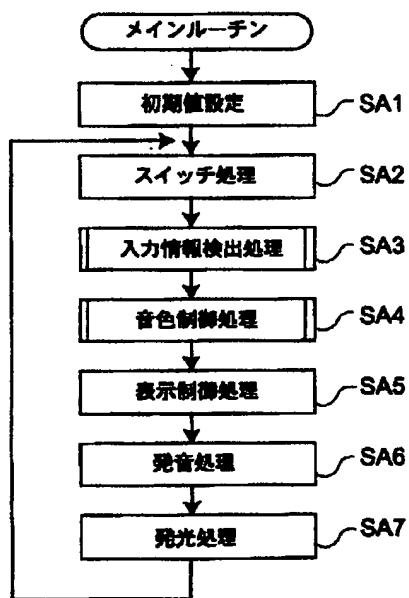 メインルーチン
初期値設定 SA1
スイッチ処理 SA2
入力情報検出処理 SA3
音色制御処理 SA4
表示制御処理 SA5
発音処理 SA6
発光処理 SA7